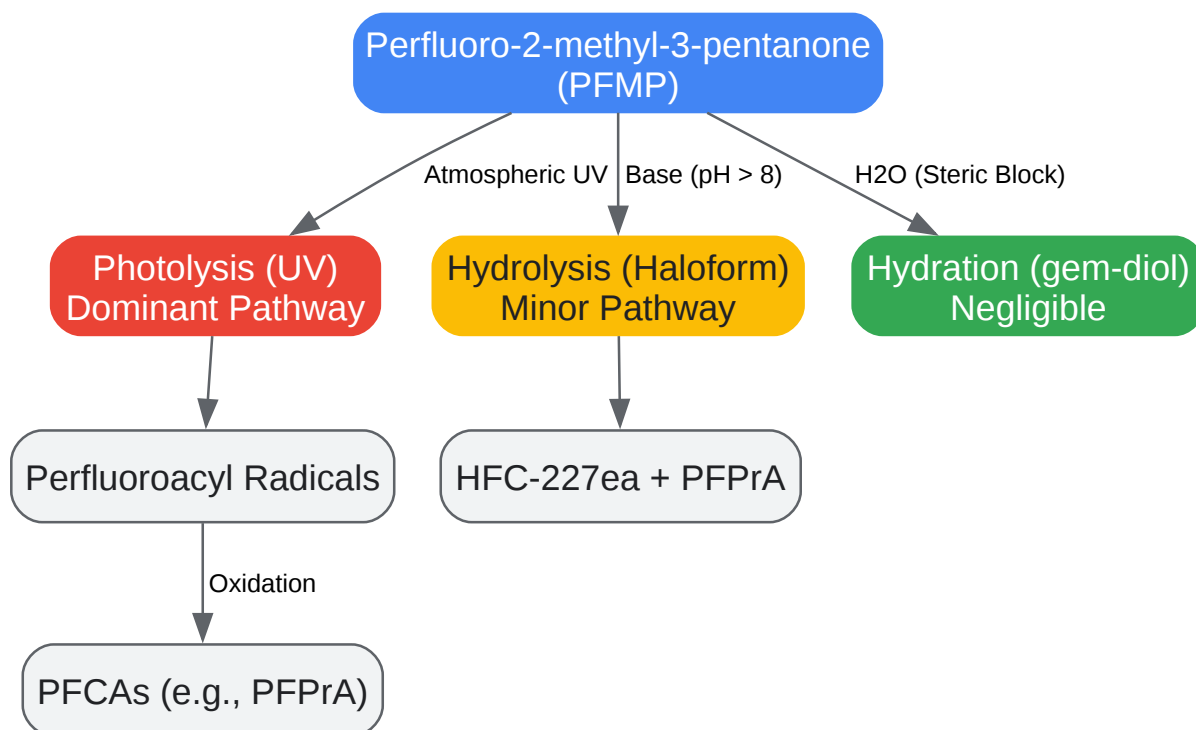 Perfluoro-2-methyl-3-pentanone
(PFMP)
Atmospheric UV
Base (pH > 8)
H2O (Steric Block)
Photolysis (UV)
Dominant Pathway
Hydrolysis (Haloform)
Minor Pathway
Hydration (gem-diol)
Negligible
Perfluoroacyl Radicals
HFC-227ea + PFPrA
Oxidation
PFCAs (e.g., PFPrA)